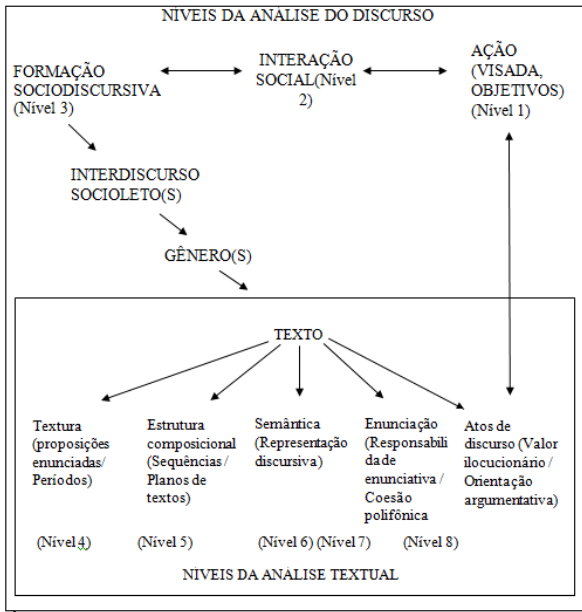 NÍVEIS DA ANÁLISE DO DISCURSO
FORMAÇÃO
SOCIODISCURSIVA
(Nível 3)
INTERAÇÃO
SOCIAL(Nível
2)
AÇÃO
(VISADA,
OBJETIVOS)
(Nível 1)
INTERDISCURSO
SOCIOLETO(S)
GÊNERO(S)
TEXTO
Textura
(proposições
enunciadas/
Períodos)
Estrutura
composicional
(Sequências /
Planos de
textos)
Semântica
(Representação
discursiva)
Enunciação
(Responsabili
dade
enunciativa /
Coesão
polifônica
Atos de
discurso (Valor
ilocucionário /
Orientação
argumentativa)
(Nível 4)
(Nível 5)
(Nível 6) (Nível 7)
(Nível 8)
NÍVEIS DA ANÁLISE TEXTUAL